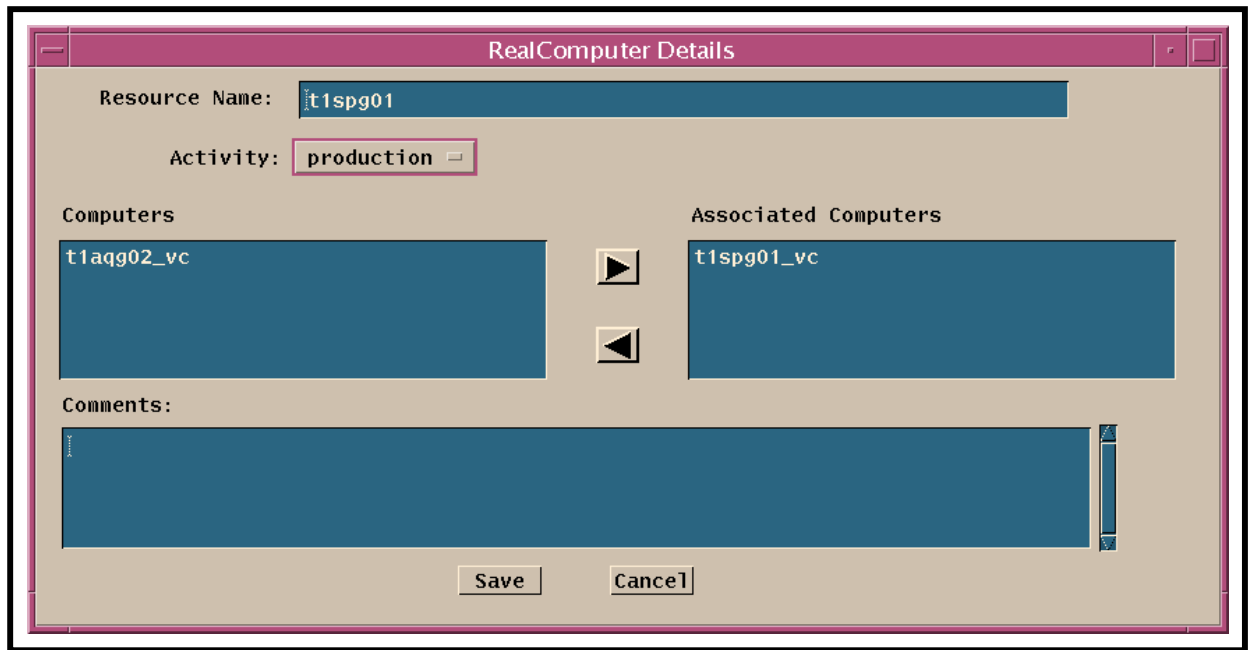 RealComputer Details
Resource Name: t1spg01
Activity: production
Computers Associated Computers
t1aqg02_vc t1spg01_vc
Comments:
Save Cancel